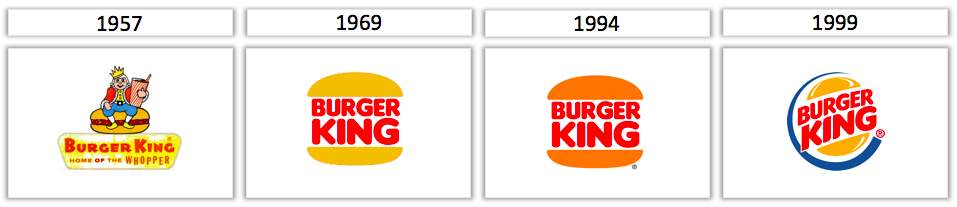 1957
1969
1994
1999
BURGER KING®
HOME OF THE WHOPPER
BURGER
KING
BURGER
KING
®
BURGER
KING
®